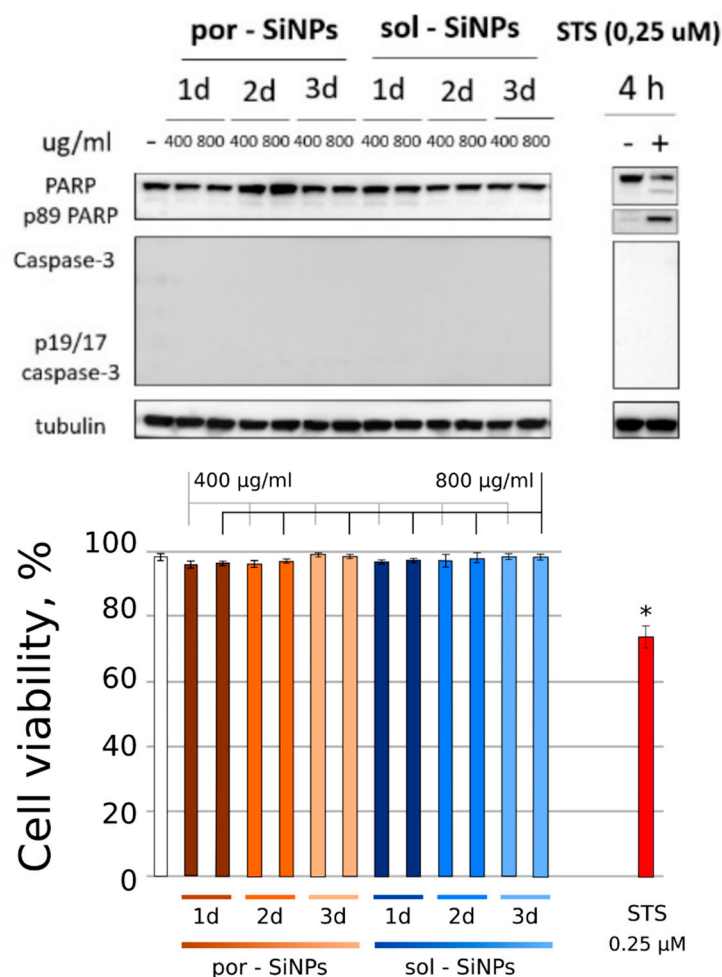 por - SiNPs sol - SiNPs STS (0,25 uM)
1d 2d 3d 1d 2d 3d 4 h
ug/ml - 400 800 400 800 400 800 400 800 400 800 400 800 - +
PARP
p89 PARP
Caspase-3
p19/17
caspase-3
tubulin
400 µg/ml 800 µg/ml
Cell viability, %
100
80
60
40
20
0
*
1d 2d 3d 1d 2d 3d STS
0.25 µM
por - SiNPs sol - SiNPs